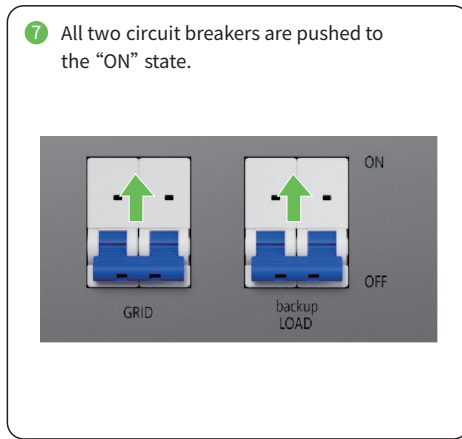 7 All two circuit breakers are pushed to
the “ON” state.
ON
OFF
GRID
backup
LOAD